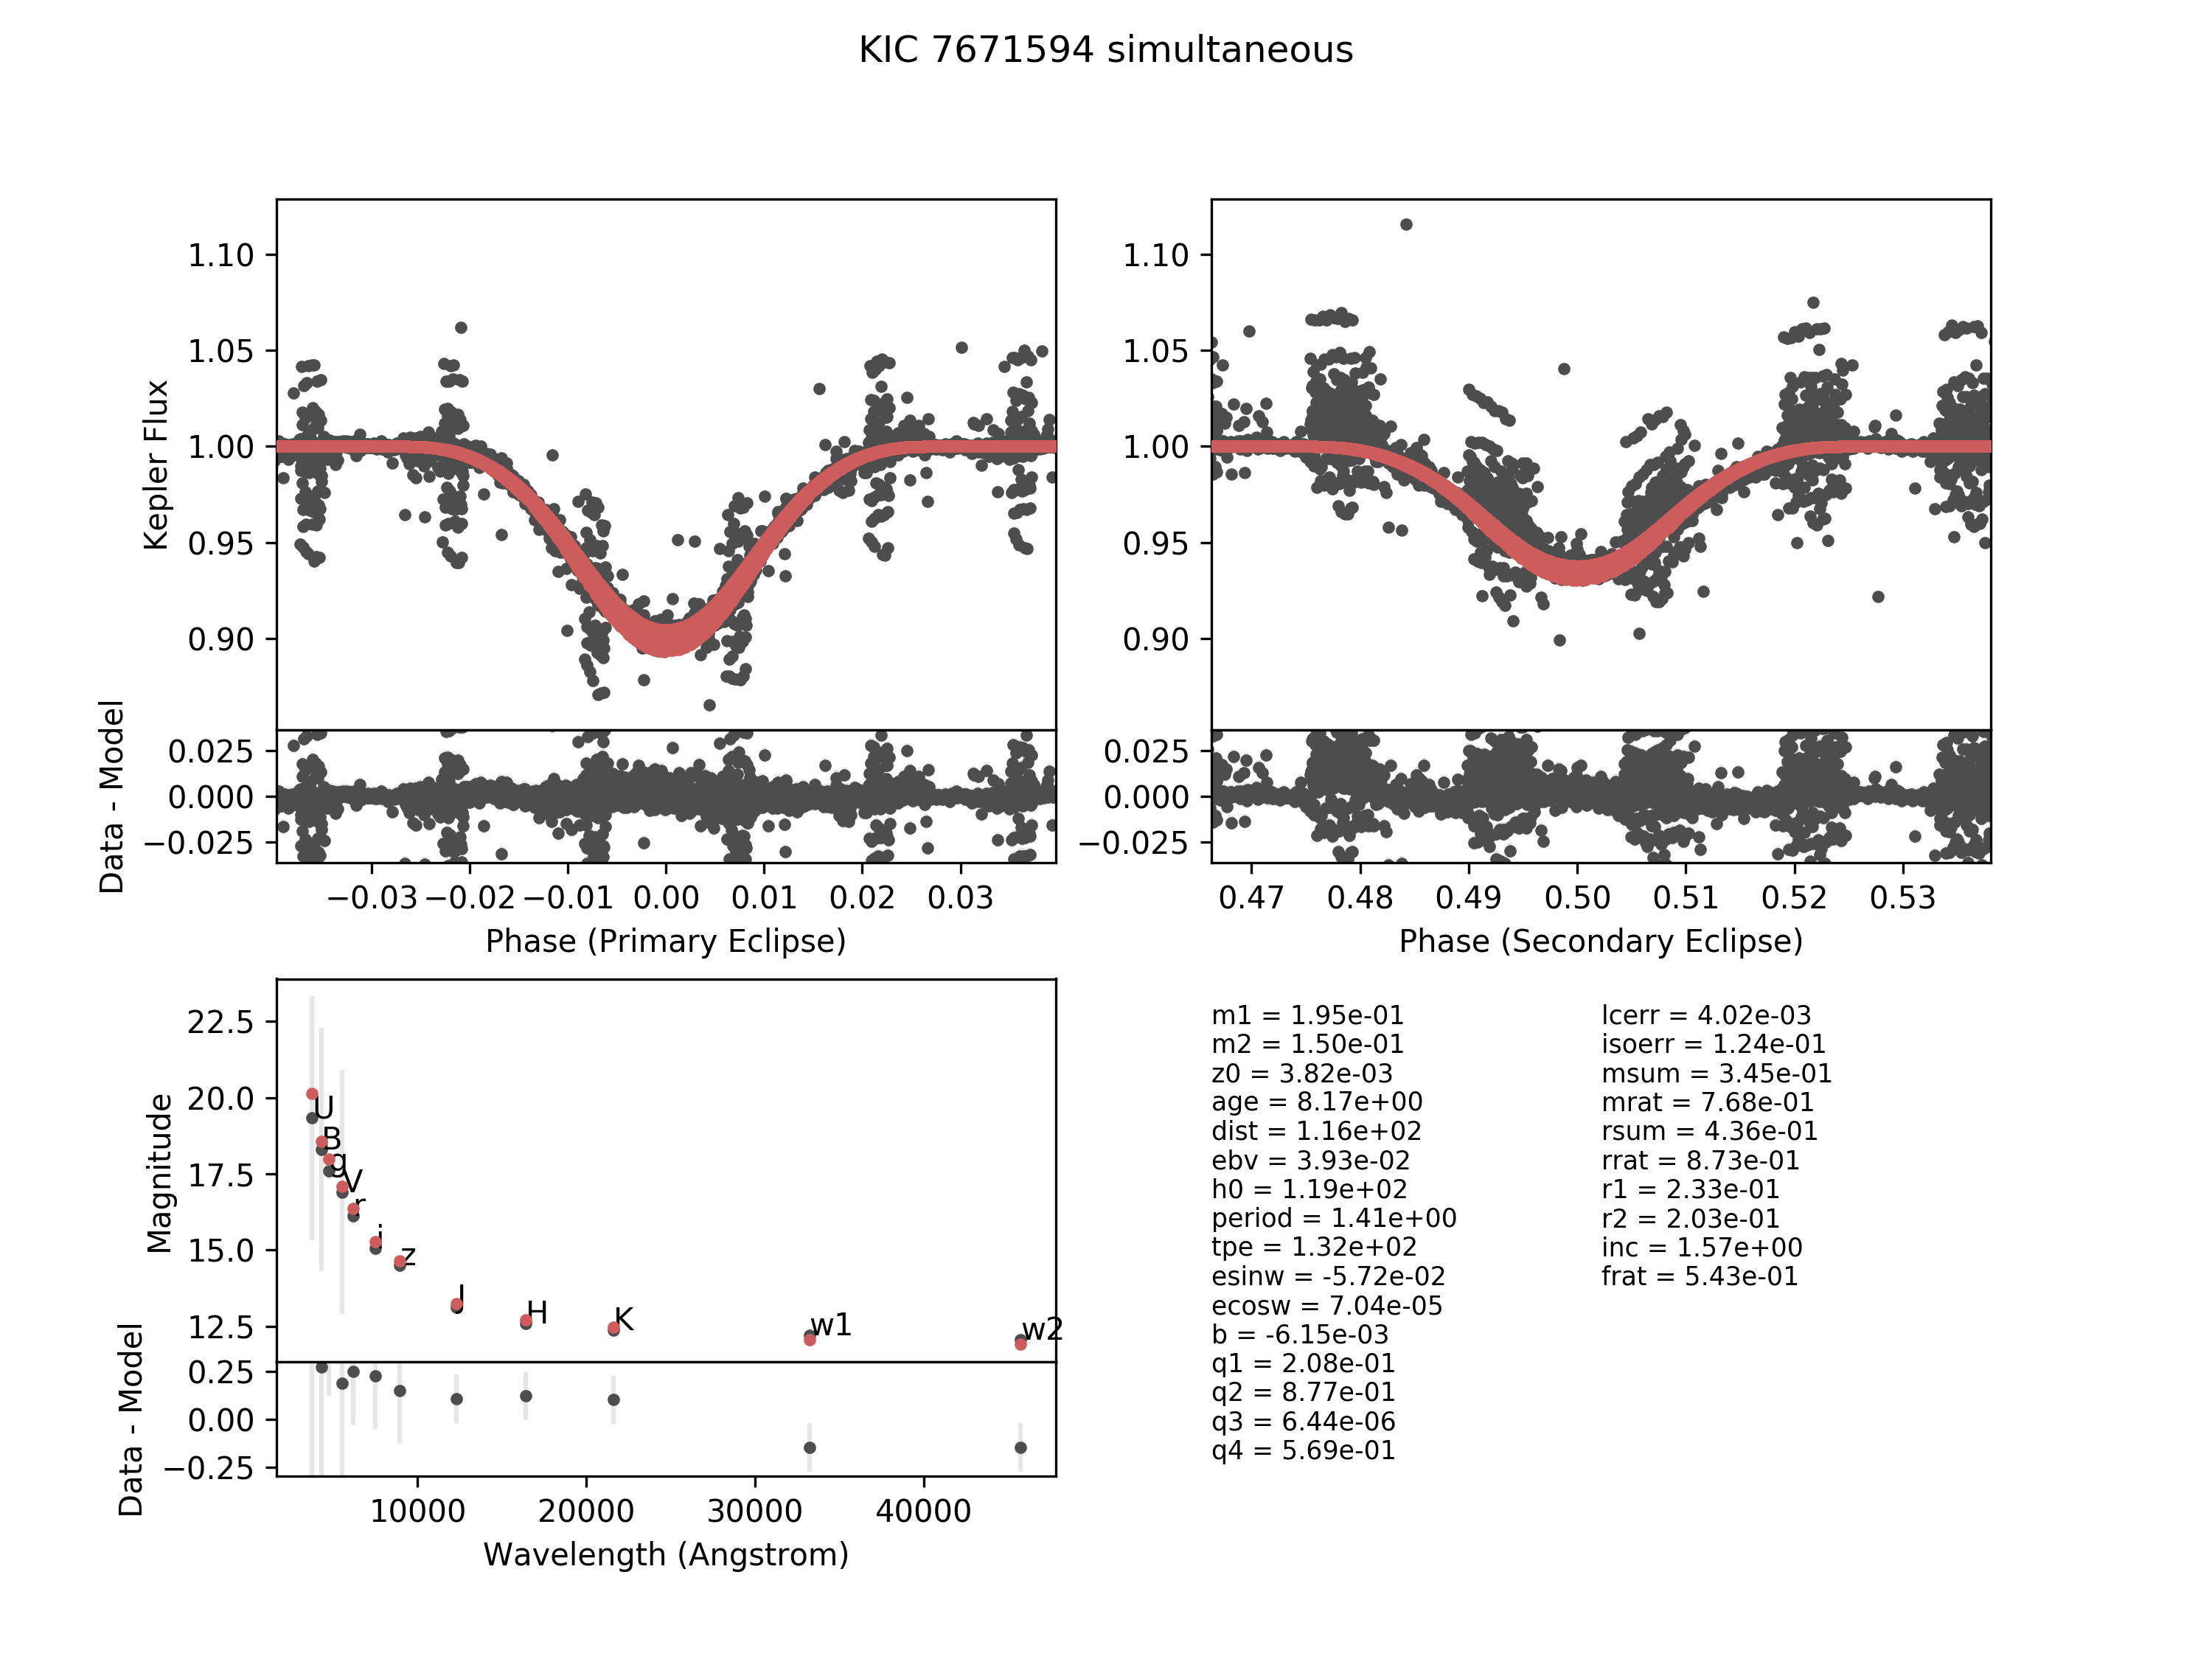 KIC 7671594 simultaneous
Kepler Flux
1.10
1.05
1.00
0.95
0.90
1.10
1.05
1.00
0.95
0.90
Data - Model
0.025
0.000
−0.025
0.025
0.000
−0.025
−0.03 −0.02 −0.01 0.00 0.01 0.02 0.03
Phase (Primary Eclipse)
0.47 0.48 0.49 0.50 0.51 0.52 0.53
Phase (Secondary Eclipse)
Magnitude
22.5
20.0
17.5
15.0
12.5
U
B
g
V
r
i
z
J
H
K
w1
w2
Data - Model
0.25
0.00
−0.25
10000 20000 30000 40000
Wavelength (Angstrom)
m1 = 1.95e-01
m2 = 1.50e-01
z0 = 3.82e-03
age = 8.17e+00
dist = 1.16e+02
ebv = 3.93e-02
h0 = 1.19e+02
period = 1.41e+00
tpe = 1.32e+02
esinw = -5.72e-02
ecosw = 7.04e-05
b = -6.15e-03
q1 = 2.08e-01
q2 = 8.77e-01
q3 = 6.44e-06
q4 = 5.69e-01
lcerr = 4.02e-03
isoerr = 1.24e-01
msum = 3.45e-01
mrat = 7.68e-01
rsum = 4.36e-01
rrat = 8.73e-01
r1 = 2.33e-01
r2 = 2.03e-01
inc = 1.57e+00
frat = 5.43e-01